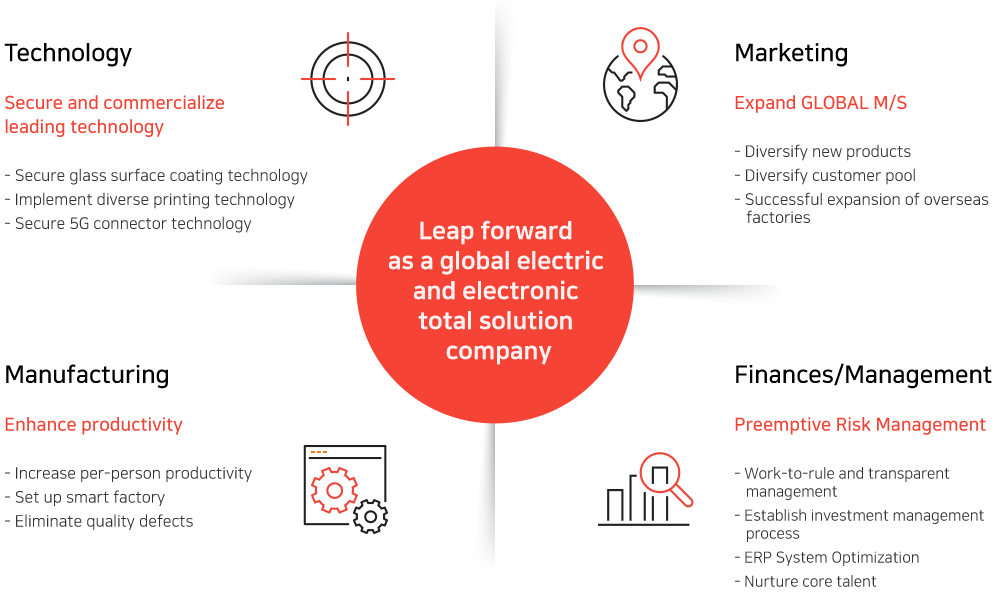 Technology
Secure and commercialize
leading technology
- Secure glass surface coating technology
- Implement diverse printing technology
- Secure 5G connector technology
Marketing
Expand GLOBAL M/S
- Diversify new products
- Diversify customer pool
- Successful expansion of overseas
factories
Leap forward
as a global electric
and electronic
total solution
company
Manufacturing
Enhance productivity
- Increase per-person productivity
- Set up smart factory
- Eliminate quality defects
Finances/Management
Preemptive Risk Management
- Work-to-rule and transparent
management
- Establish investment management
process
- ERP System Optimization
- Nurture core talent